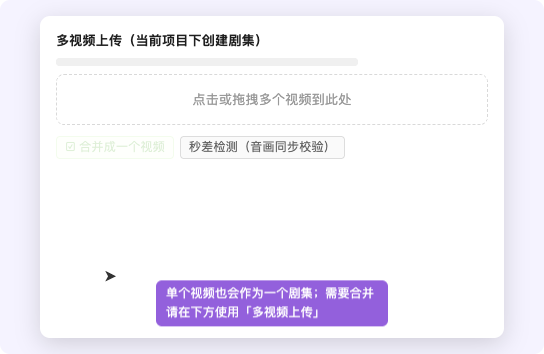 多视频上传（当前项目下创建剧集）
点击或拖拽多个视频到此处
☑ 合并成一个视频
秒差检测（音画同步校验）
单个视频也会作为一个剧集；需要合并
请在下方使用「多视频上传」